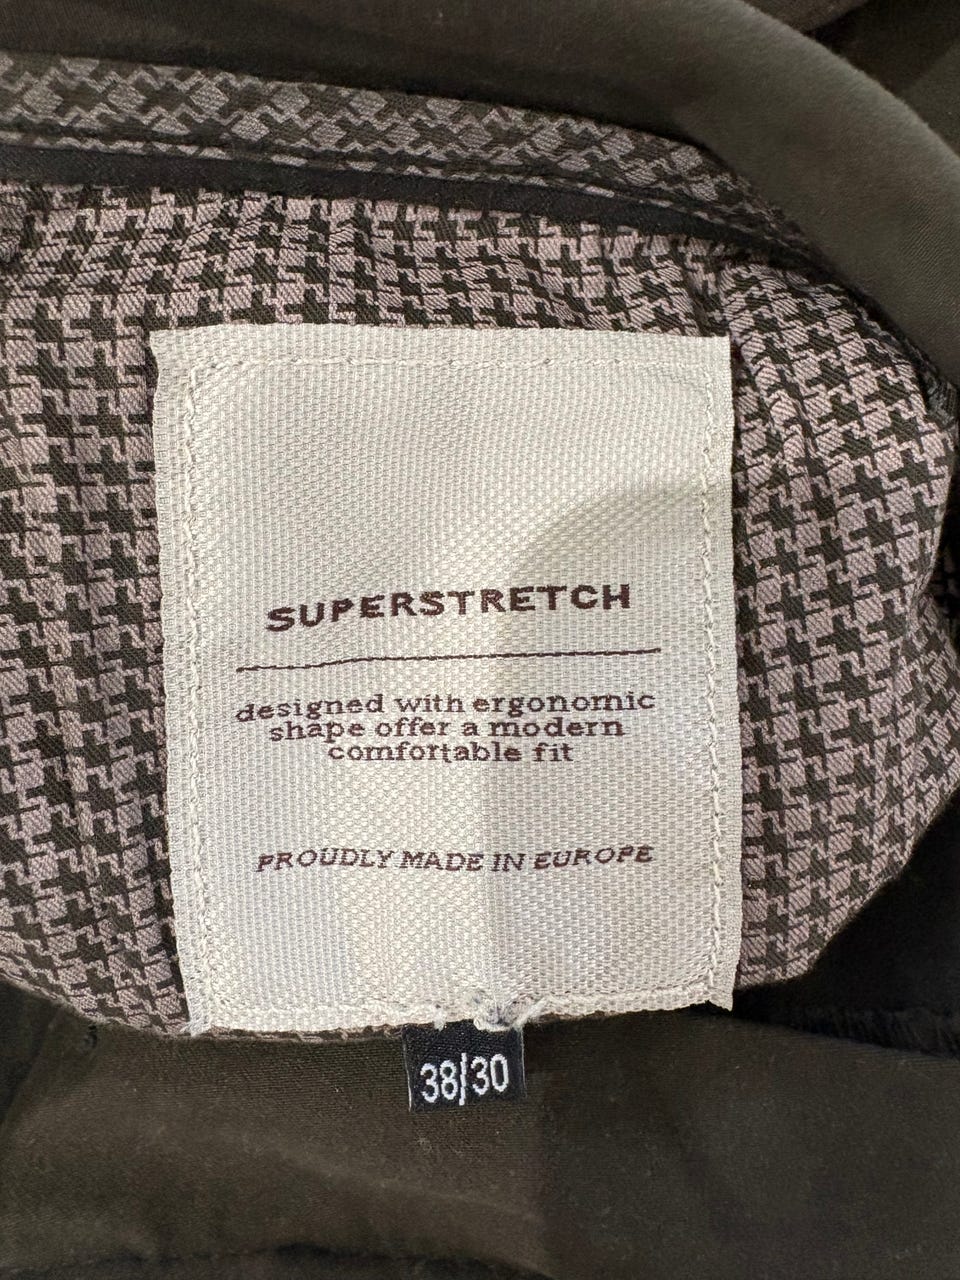 SUPERSTRETCH
designed with ergonomic
shape offer a modern
comfortable fit
PROUDLY MADE IN EUROPE
38/30